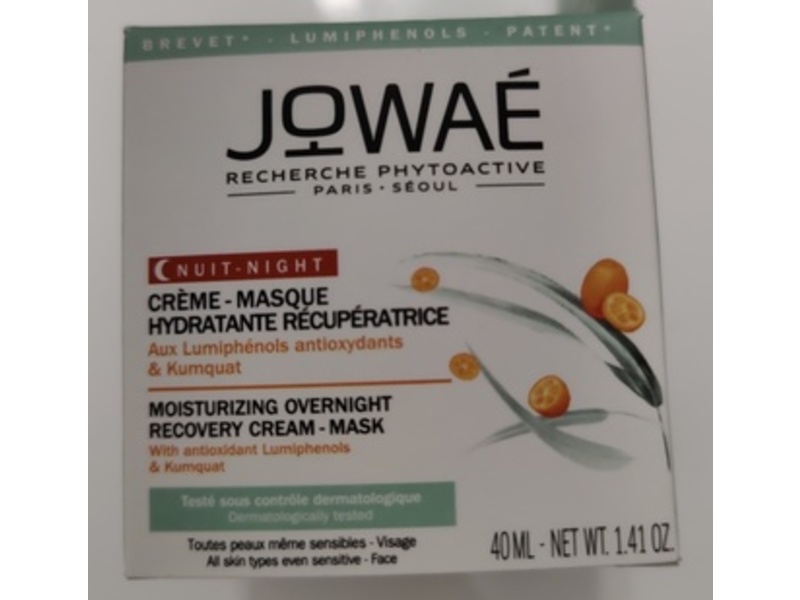 BREVET* - LUMIPHENOLS - PATENT*
JOWAÉ
RECHERCHE PHYTOACTIVE
PARIS · SÉOUL
NUIT-NIGHT
CRÈME - MASQUE
HYDRATANTE RÉCUPÉRATRICE
Aux Lumiphénols antioxydants
& Kumquat
MOISTURIZING OVERNIGHT
RECOVERY CREAM - MASK
With antioxidant Lumiphenols
& Kumquat
Testé sous contrôle dermatologique
Dermatologically tested
Toutes peaux même sensibles - Visage
All skin types even sensitive - Face
40 ML - NET WT. 1.41 OZ.